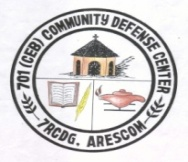 701 (CEB) COMMUNITY DEFENSE CENTER
7RCDG, ARESCOM